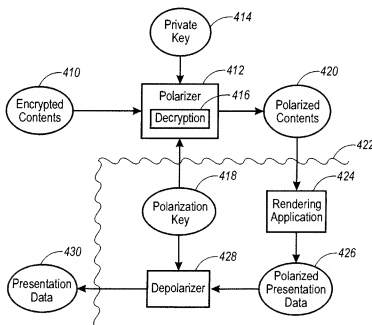 Private
Key
414
410
412
420
Encrypted
Contents
Polarizer
416
Decryption
Polarized
Contents
422
418
424
Polarization
Key
Rendering
Application
430
428
426
Presentation
Data
Depolarizer
Polarized
Presentation
Data